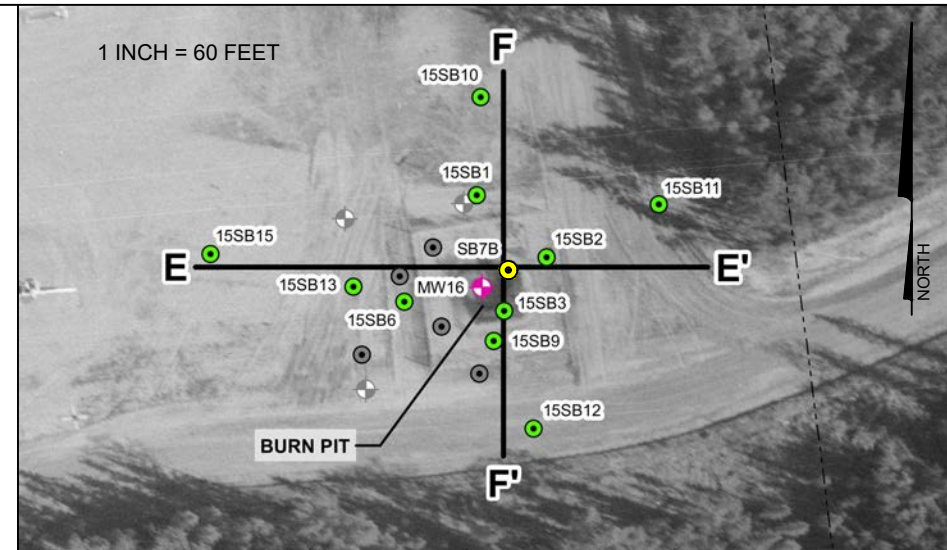 1 INCH = 60 FEET
F
15SB10
15SB1
15SB11
15SB15
SB7B
15SB2
E
E'
15SB13
MW16
NORTH
15SB6
15SB3
15SB9
15SB12
BURN PIT
F'